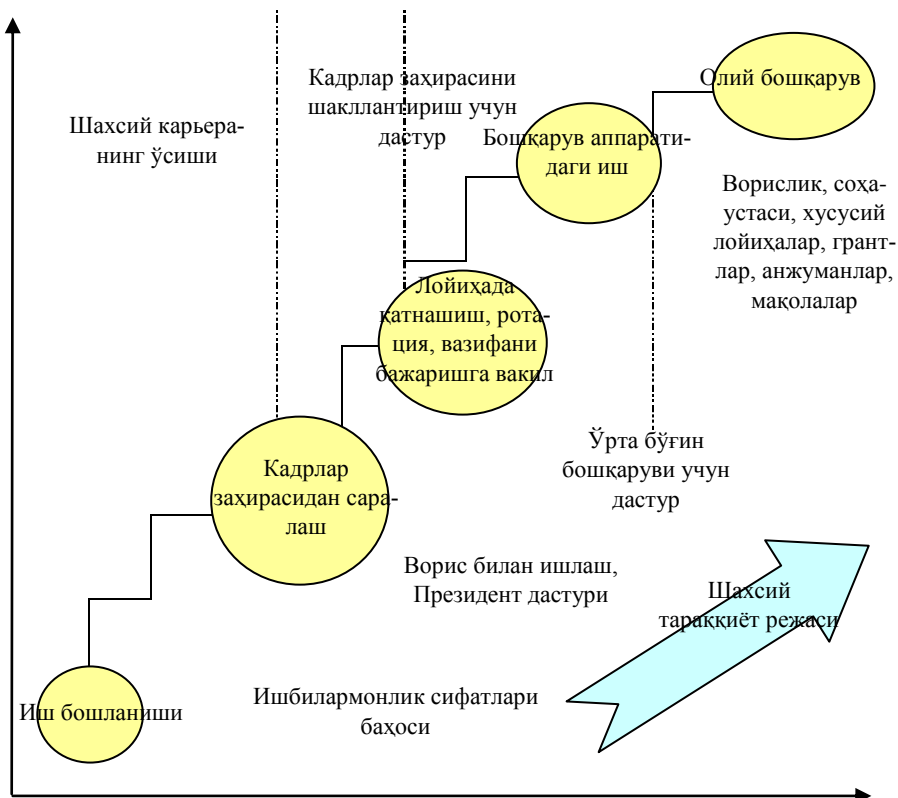 Кадрлар заҳирасини
шакллантириш учун
дастур
Олий бошқарув
Шахсий карьера-
нинг ўсиши
Бошқарув аппарати-
даги иш
Ворислик, соҳа-
устаси, хусусий
лойиҳалар, грант-
лар, анжуманлар,
мақолалар
Лойиҳада
қатнашиш, рота-
ция, вазифани
бажаришга вакил
Ўрта бўғин
бошқаруви учун
дастур
Кадрлар
заҳирасидан сара-
лаш
Ворис билан ишлаш,
Президент дастури
Шахсий
тараққиёт режаси
Иш бошланиши
Ишбилармонлик сифатлари
баҳоси